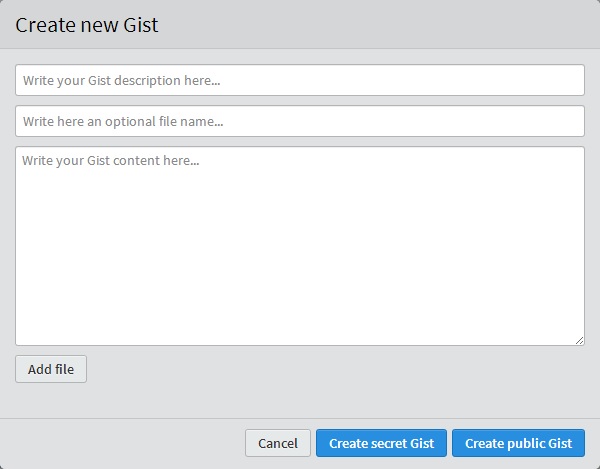 Create new Gist
Write your Gist description here...
Write here an optional file name...
Write your Gist content here...
Add file
Cancel
Create secret Gist
Create public Gist